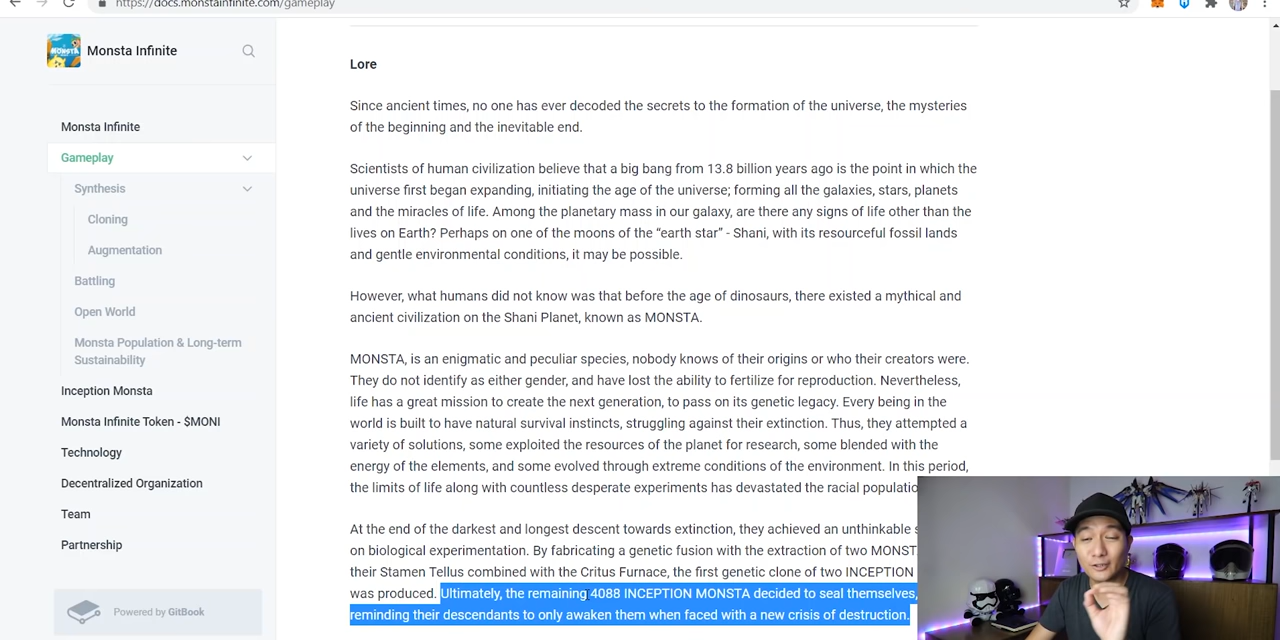 https://docs.monstainfinite.com/gameplay
Monsta Infinite
Monsta Infinite
Gameplay
Synthesis
Cloning
Augmentation
Battling
Open World
Monsta Population & Long-term
Sustainability
Inception Monsta
Monsta Infinite Token - $MONI
Technology
Decentralized Organization
Team
Partnership
Powered by GitBook
Lore
Since ancient times, no one has ever decoded the secrets to the formation of the universe, the mysteries
of the beginning and the inevitable end.
Scientists of human civilization believe that a big bang from 13.8 billion years ago is the point in which the
universe first began expanding, initiating the age of the universe; forming all the galaxies, stars, planets
and the miracles of life. Among the planetary mass in our galaxy, are there any signs of life other than the
lives on Earth? Perhaps on one of the moons of the “earth star” - Shani, with its resourceful fossil lands
and gentle environmental conditions, it may be possible.
However, what humans did not know was that before the age of dinosaurs, there existed a mythical and
ancient civilization on the Shani Planet, known as MONSTA.
MONSTA, is an enigmatic and peculiar species, nobody knows of their origins or who their creators were.
They do not identify as either gender, and have lost the ability to fertilize for reproduction. Nevertheless,
life has a great mission to create the next generation, to pass on its genetic legacy. Every being in the
world is built to have natural survival instincts, struggling against their extinction. Thus, they attempted a
variety of solutions, some exploited the resources of the planet for research, some blended with the
energy of the elements, and some evolved through extreme conditions of the environment. In this period,
the limits of life along with countless desperate experiments has devastated the racial
At the end of the darkest and longest descent towards extinction, they achieved an unthinkable
on biological experimentation. By fabricating a genetic fusion with the extraction of two
their Stamen Tellus combined with the Critus Furnace, the first genetic clone of two INCEPTION
was produced. Ultimately, the remaining 4088 INCEPTION MONSTA decided to seal themselves,
reminding their descendants to only awaken them when faced with a new crisis of destruction.